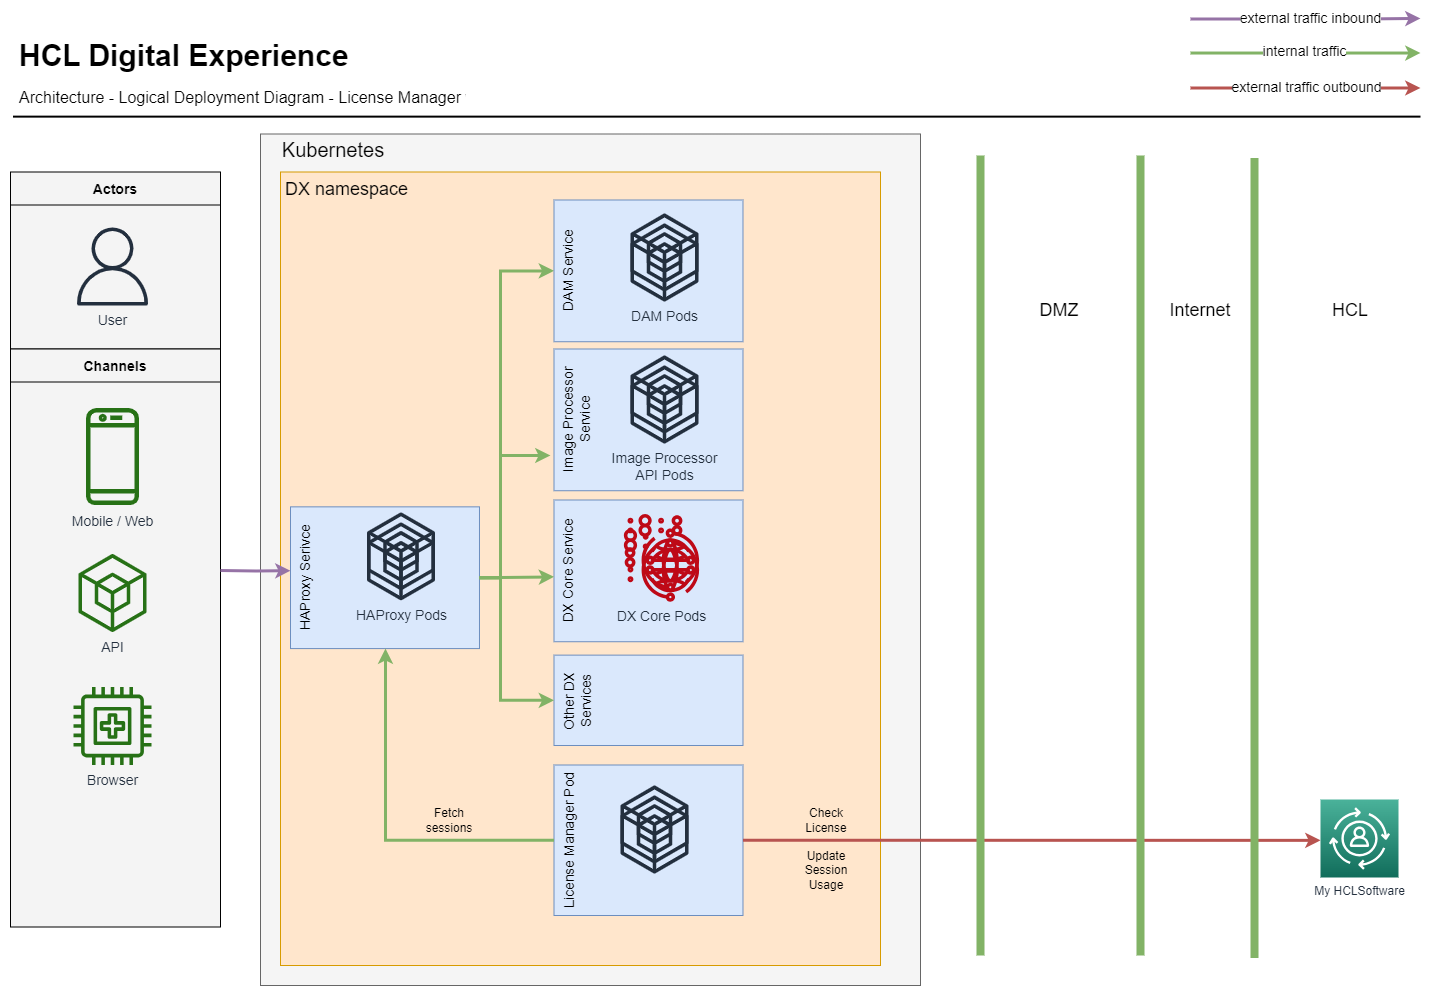 external traffic inbound
HCL Digital Experience
internal traffic
external traffic outbound
Architecture - Logical Deployment Diagram - License Manager
Kubernetes
DX namespace
Actors
User
Channels
Mobile / Web
API
Browser
HAProxy Serivce
HAProxy Pods
DAM Service
DAM Pods
Image Processor
Service
Image Processor
API Pods
DX Core Service
DX Core Pods
Other DX
Services
License Manager Pod
Fetch
sessions
Check
License
Update
Session
Usage
DMZ
Internet
HCL
My HCLSoftware